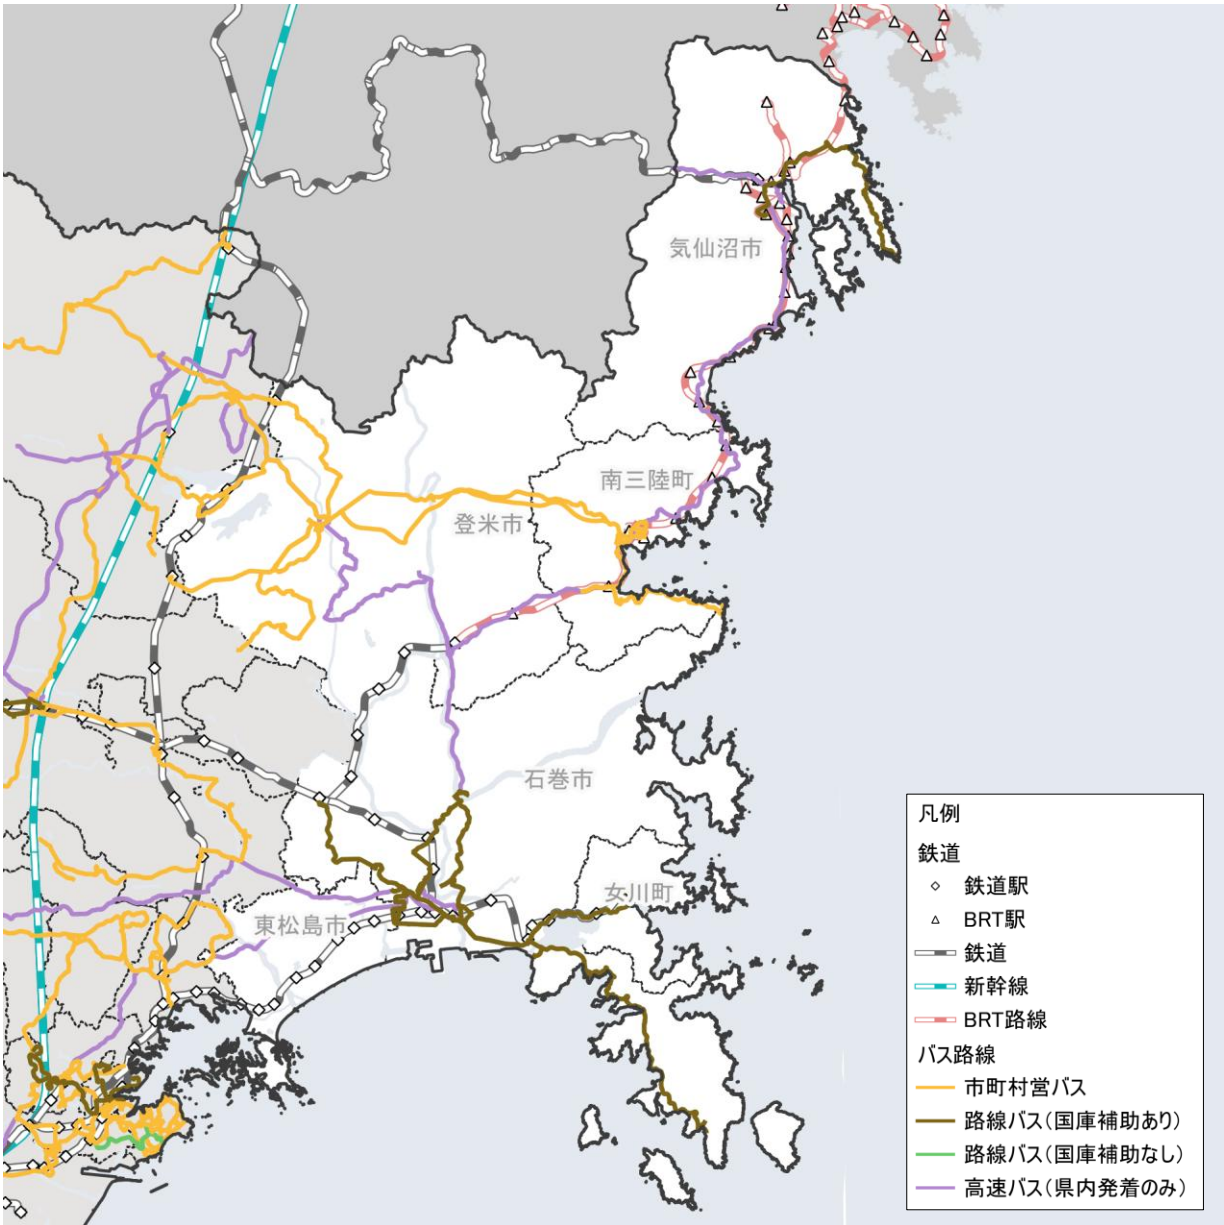 気仙沼市
南三陸町
登米市
石巻市
女川町
東松島市
凡例
鉄道
鉄道駅
BRT駅
鉄道
新幹線
BRT路線
バス路線
市町村営バス
路線バス(国庫補助あり)
路線バス(国庫補助なし)
高速バス(県内発着のみ)